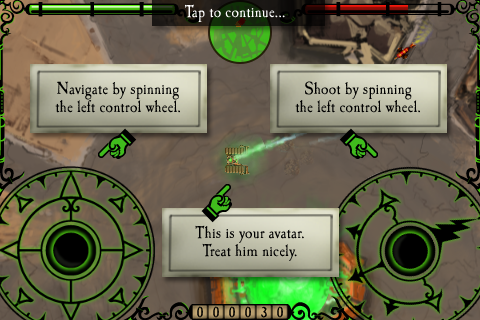 Tap to continue...
Navigate by spinning
the left control wheel.
Shoot by spinning
the left control wheel.
This is your avatar.
Treat him nicely.
000030